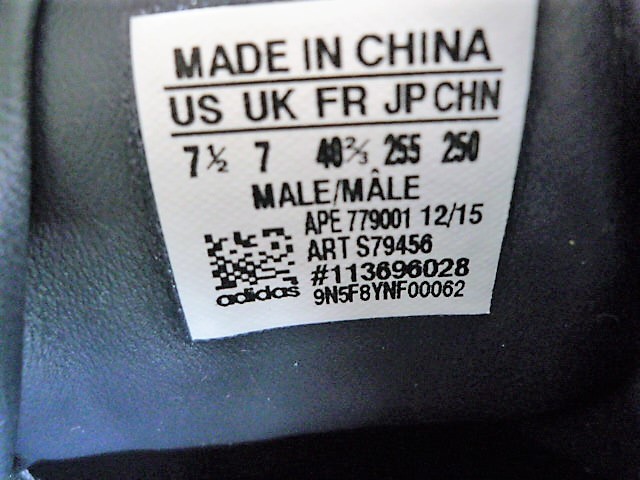 MADE IN CHINA
US UK FR JP CHN
7½ 7 40⅔ 255 250
MALE/MÂLE
APE 779001 12/15
ART S79456
#113696028
adidas 9N5F8YNF00062